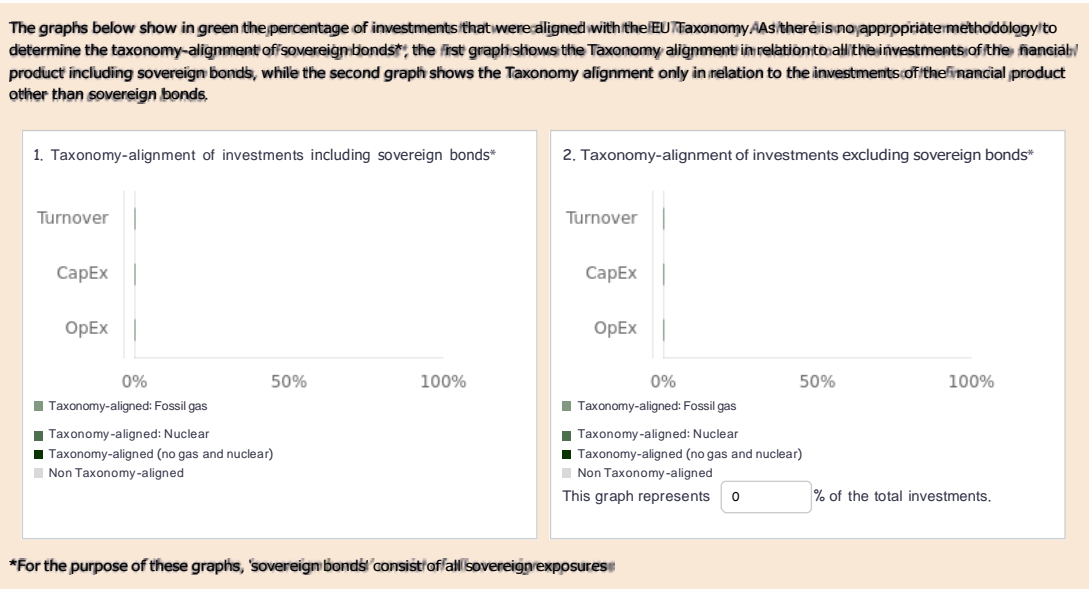 The graphs below show in green the percentage of investments that were aligned with the EU Taxonomy. As there is no appropriate methodology to
determine the taxonomy-alignment of sovereign bonds*, the first graph shows the Taxonomy alignment in relation to all the investments of the financial
product including sovereign bonds, while the second graph shows the Taxonomy alignment only in relation to the investments of the financial product
other than sovereign bonds.
1. Taxonomy-alignment of investments including sovereign bonds*
Turnover
CapEx
OpEx
0% 50% 100%
Taxonomy-aligned: Fossil gas
Taxonomy-aligned: Nuclear
Taxonomy-aligned (no gas and nuclear)
Non Taxonomy-aligned
2. Taxonomy-alignment of investments excluding sovereign bonds*
Turnover
CapEx
OpEx
0% 50% 100%
Taxonomy-aligned: Fossil gas
Taxonomy-aligned: Nuclear
Taxonomy-aligned (no gas and nuclear)
Non Taxonomy-aligned
This graph represents 0 % of the total investments.
*For the purpose of these graphs, 'sovereign bonds' consist of all sovereign exposures